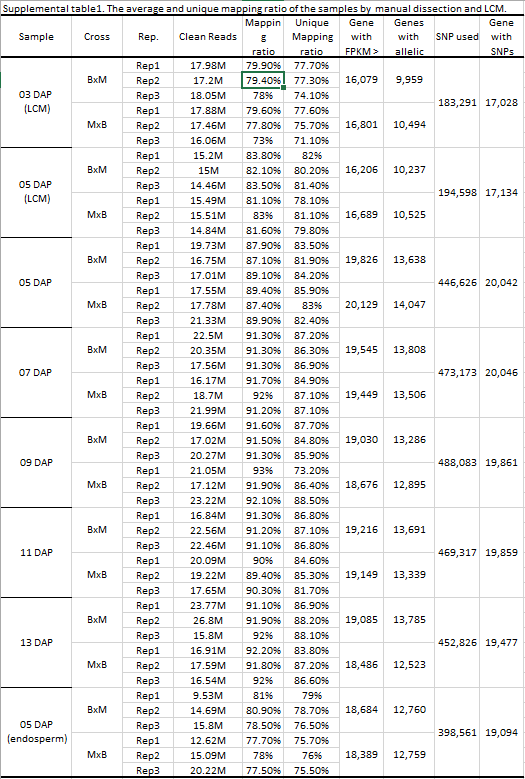 Supplemental table1. The average and unique mapping ratio of the samples by manual dissection and LCM.
Sample Cross Rep. Clean Reads Mappin g ratio Unique Mapping ratio Gene with FPKM > Genes with allelic SNP used Gene with SNPs
03 DAP (LCM) BxM Rep1 17.98M 79.90% 77.70% 16,079 9,959 183,291 17,028
Rep2 17.2M 79.40% 77.30%
Rep3 18.05M 78% 74.10%
MxB Rep1 17.88M 79.60% 77.60% 16,801 10,494
Rep2 17.46M 77.80% 75.70%
Rep3 16.06M 73% 71.10%
05 DAP (LCM) BxM Rep1 15.2M 83.80% 82% 16,206 10,237 194,598 17,134
Rep2 15M 82.10% 80.20%
Rep3 14.46M 83.50% 81.40%
MxB Rep1 15.49M 81.10% 78.10% 16,689 10,525
Rep2 15.51M 83% 81.10%
Rep3 14.84M 81.60% 79.80%
05 DAP BxM Rep1 19.73M 87.90% 83.50% 19,826 13,638 446,626 20,042
Rep2 16.75M 87.10% 81.90%
Rep3 17.01M 89.10% 84.20%
MxB Rep1 17.55M 89.40% 85.90% 20,129 14,047
Rep2 17.78M 87.40% 83%
Rep3 21.33M 89.90% 82.40%
07 DAP BxM Rep1 22.5M 91.30% 87.20% 19,545 13,808 473,173 20,046
Rep2 20.35M 91.30% 86.30%
Rep3 17.56M 91.30% 86.90%
MxB Rep1 16.17M 91.70% 84.90% 19,449 13,506
Rep2 18.7M 92% 87.10%
Rep3 21.99M 91.20% 87.10%
09 DAP BxM Rep1 19.66M 91.60% 87.70% 19,030 13,286 488,083 19,861
Rep2 17.02M 91.50% 84.80%
Rep3 20.27M 91.30% 85.90%
MxB Rep1 21.05M 93% 73.20% 18,676 12,895
Rep2 17.12M 91.90% 86.40%
Rep3 23.22M 92.10% 88.50%
11 DAP BxM Rep1 16.84M 91.30% 86.80% 19,216 13,691 469,317 19,859
Rep2 22.56M 91.20% 87.10%
Rep3 22.46M 91.10% 86.80%
MxB Rep1 20.09M 90% 84.60% 19,149 13,339
Rep2 19.22M 89.40% 85.30%
Rep3 17.65M 90.30% 81.70%
13 DAP BxM Rep1 23.77M 91.10% 86.90% 19,085 13,785 452,826 19,477
Rep2 26.8M 91.90% 88.20%
Rep3 15.8M 92% 88.10%
MxB Rep1 16.91M 92.20% 83.80% 18,486 12,523
Rep2 17.59M 91.80% 87.20%
Rep3 16.54M 92% 86.60%
05 DAP (endosperm) BxM Rep1 9.53M 81% 79% 18,684 12,760 398,561 19,094
Rep2 14.69M 80.90% 78.70%
Rep3 15.8M 78.50% 76.50%
MxB Rep1 12.62M 77.70% 75.70% 18,389 12,759
Rep2 15.09M 78% 76%
Rep3 20.22M 77.50% 75.50%